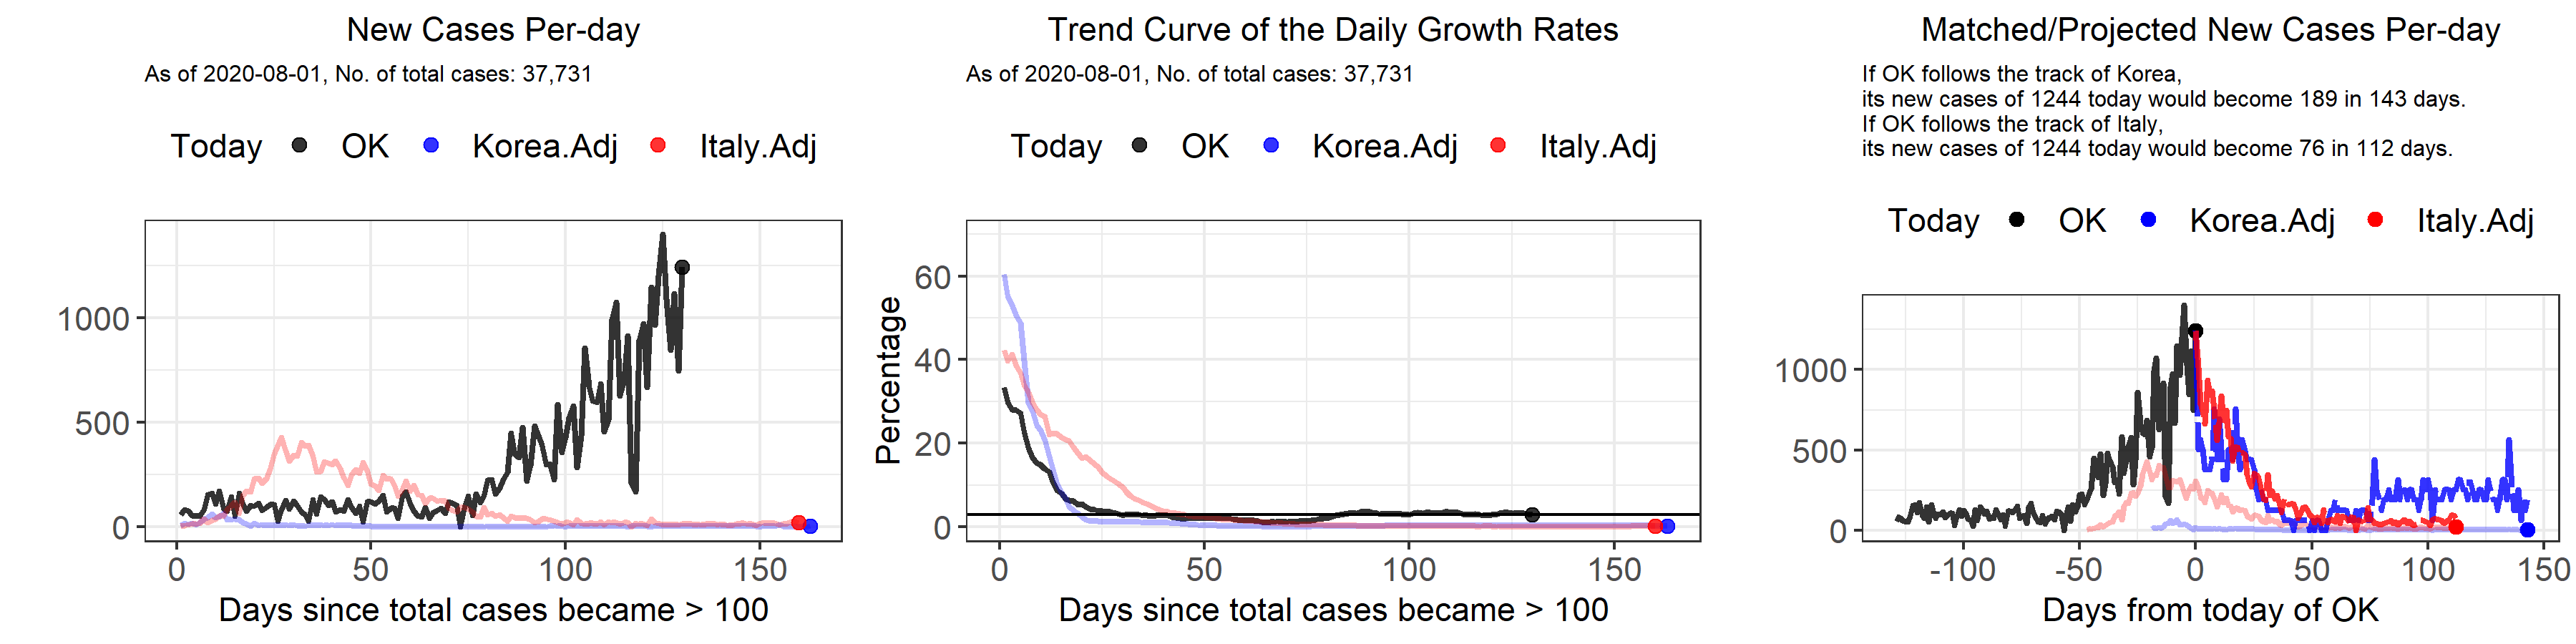 New Cases Per-day
As of 2020-08-01, No. of total cases: 37,731
Today OK Korea.Adj Italy.Adj
1000
500
0
0 50 100 150
Days since total cases became > 100
Trend Curve of the Daily Growth Rates
As of 2020-08-01, No. of total cases: 37,731
Today OK Korea.Adj Italy.Adj
Percentage
60
40
20
0
0 50 100 150
Days since total cases became > 100
Matched/Projected New Cases Per-day
If OK follows the track of Korea,
its new cases of 1244 today would become 189 in 143 days.
If OK follows the track of Italy,
its new cases of 1244 today would become 76 in 112 days.
Today OK Korea.Adj Italy.Adj
1000
500
0
-100 -50 0 50 100 150
Days from today of OK